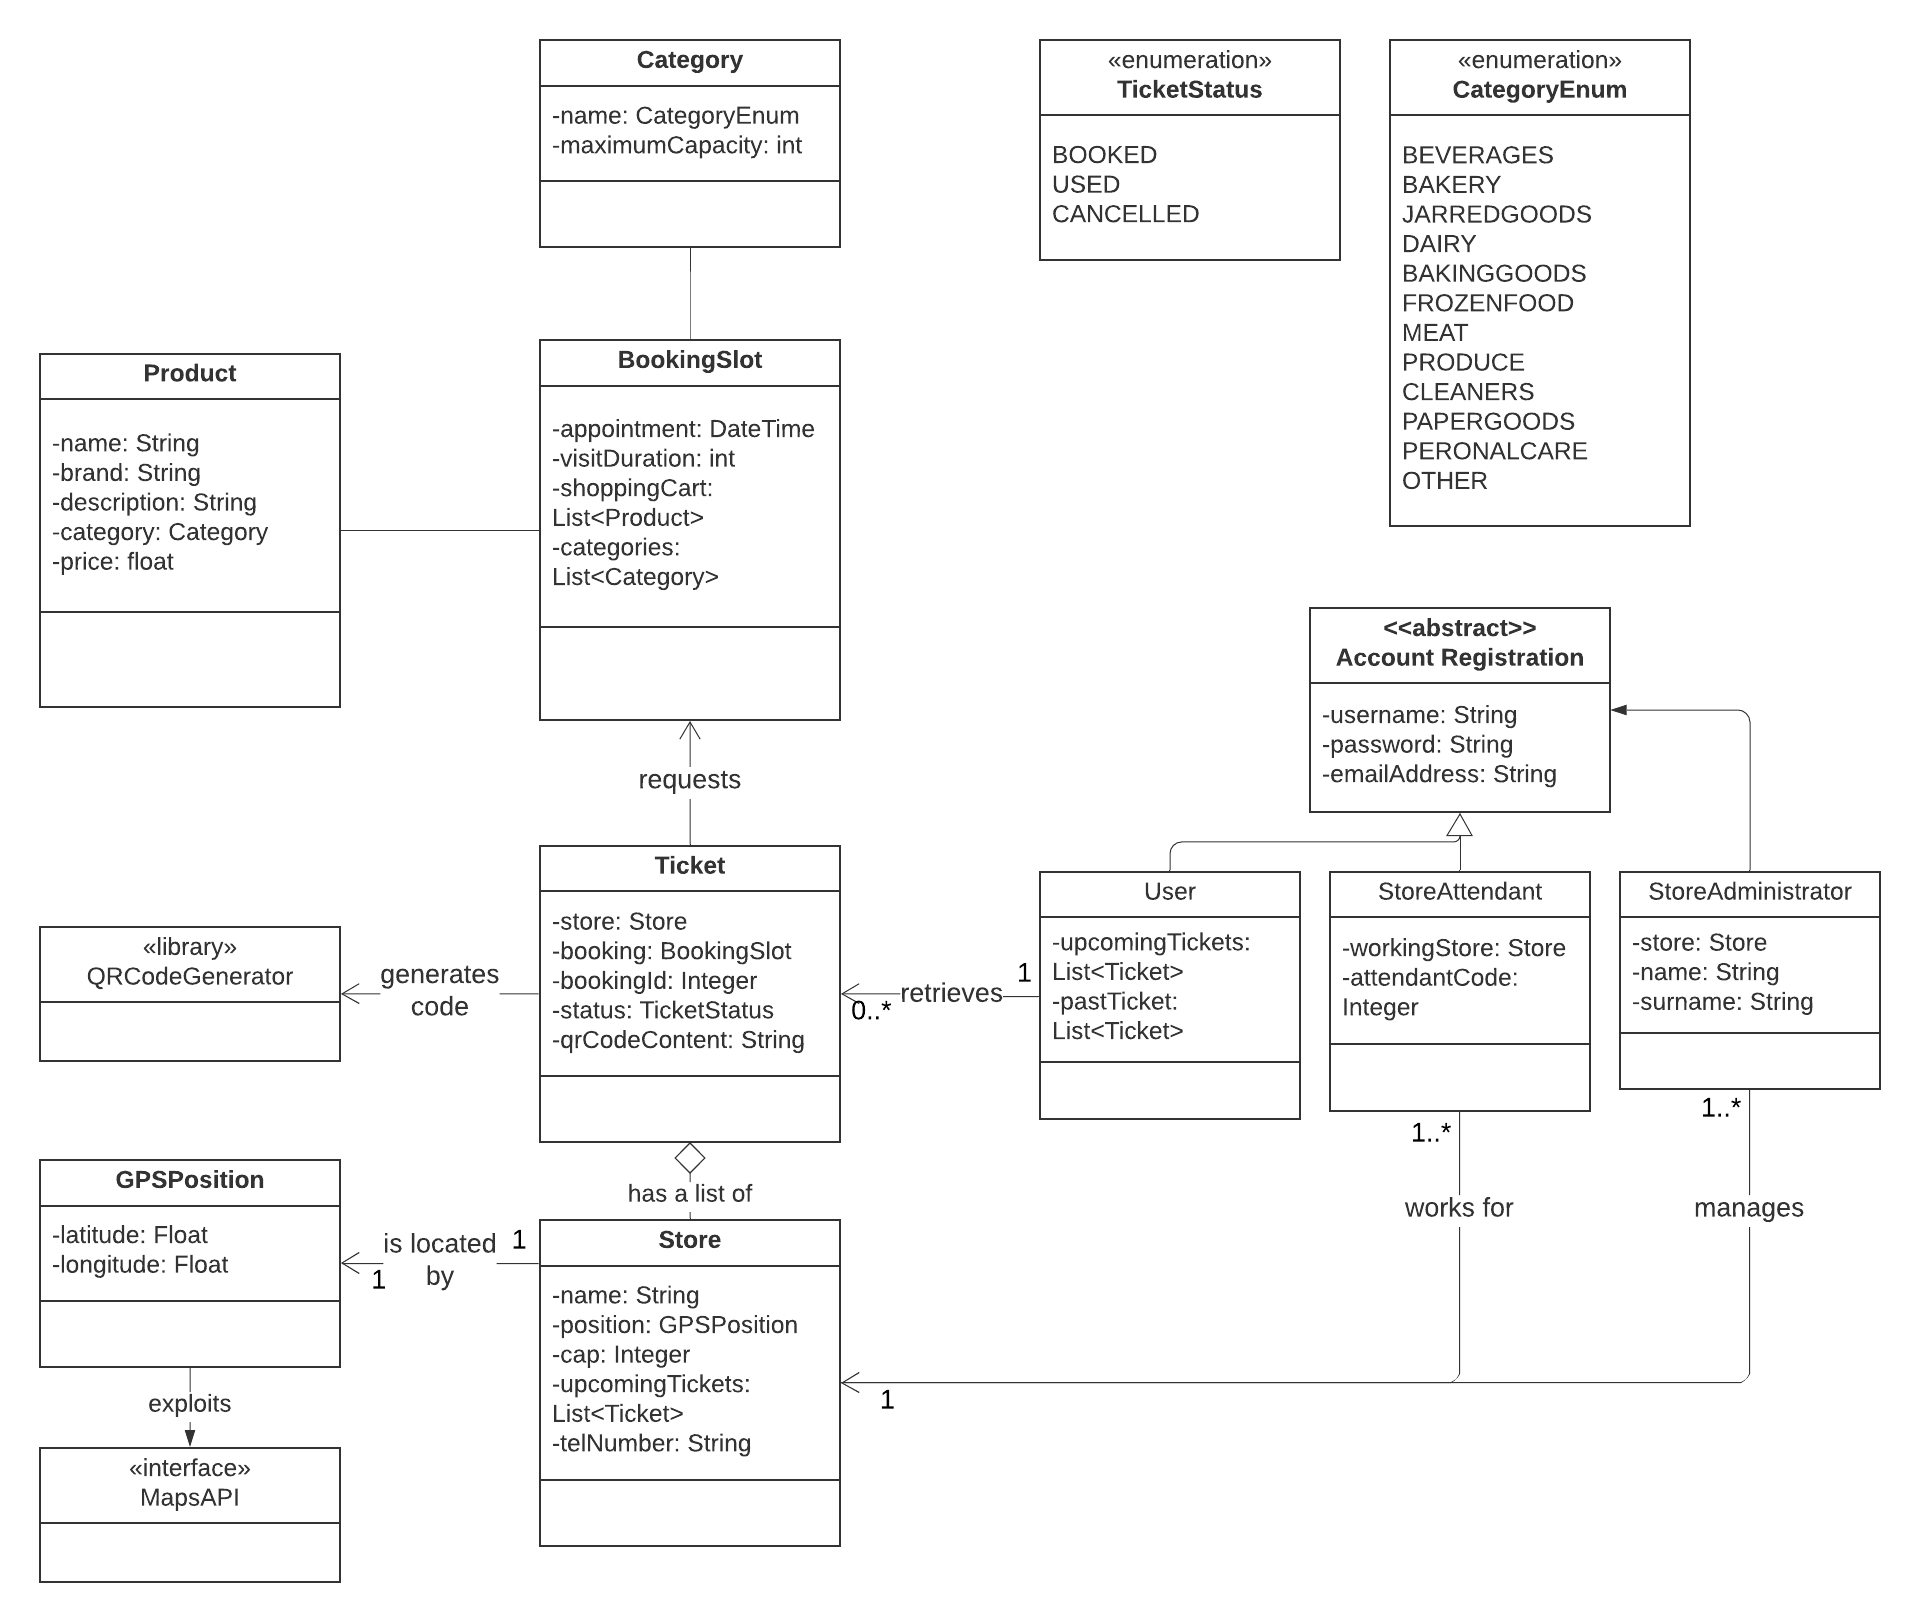 Category
-name: CategoryEnum
-maximumCapacity: int
«enumeration»
TicketStatus
BOOKED
USED
CANCELLED
«enumeration»
CategoryEnum
BEVERAGES
BAKERY
JARREDGOODS
DAIRY
BAKINGGOODS
FROZENFOOD
MEAT
PRODUCE
CLEANERS
PAPERGOODS
PERONALCARE
OTHER
Product
-name: String
-brand: String
-description: String
-category: Category
-price: float
BookingSlot
-appointment: DateTime
-visitDuration: int
-shoppingCart:
List<Product>
-categories:
List<Category>
<<abstract>>
Account Registration
-username: String
-password: String
-emailAddress: String
requests
Ticket
-store: Store
-booking: BookingSlot
-bookingId: Integer
-status: TicketStatus
-qrCodeContent: String
«library»
QRCodeGenerator
generates
code
1
retrieves
0..*
User
-upcomingTickets:
List<Ticket>
-pastTicket:
List<Ticket>
StoreAttendant
-workingStore: Store
-attendantCode:
Integer
StoreAdministrator
-store: Store
-name: String
-surname: String
1..*
1..*
works for
manages
has a list of
GPSPosition
-latitude: Float
-longitude: Float
is located
by
1
1
Store
-name: String
-position: GPSPosition
-cap: Integer
-upcomingTickets:
List<Ticket>
-telNumber: String
1
exploits
«interface»
MapsAPI